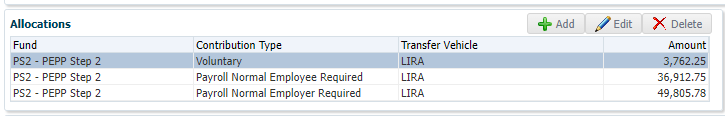 Allocations Add Edit Delete
Fund Contribution Type Transfer Vehicle Amount
PS2 - PEPP Step 2 Voluntary LIRA 3,762.25
PS2 - PEPP Step 2 Payroll Normal Employee Required LIRA 36,912.75
PS2 - PEPP Step 2 Payroll Normal Employer Required LIRA 49,805.78